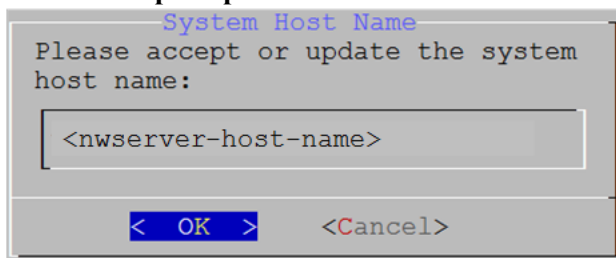 System Host Name
Please accept or update the system
host name:
<nwserver-host-name>
< OK > <Cancel>